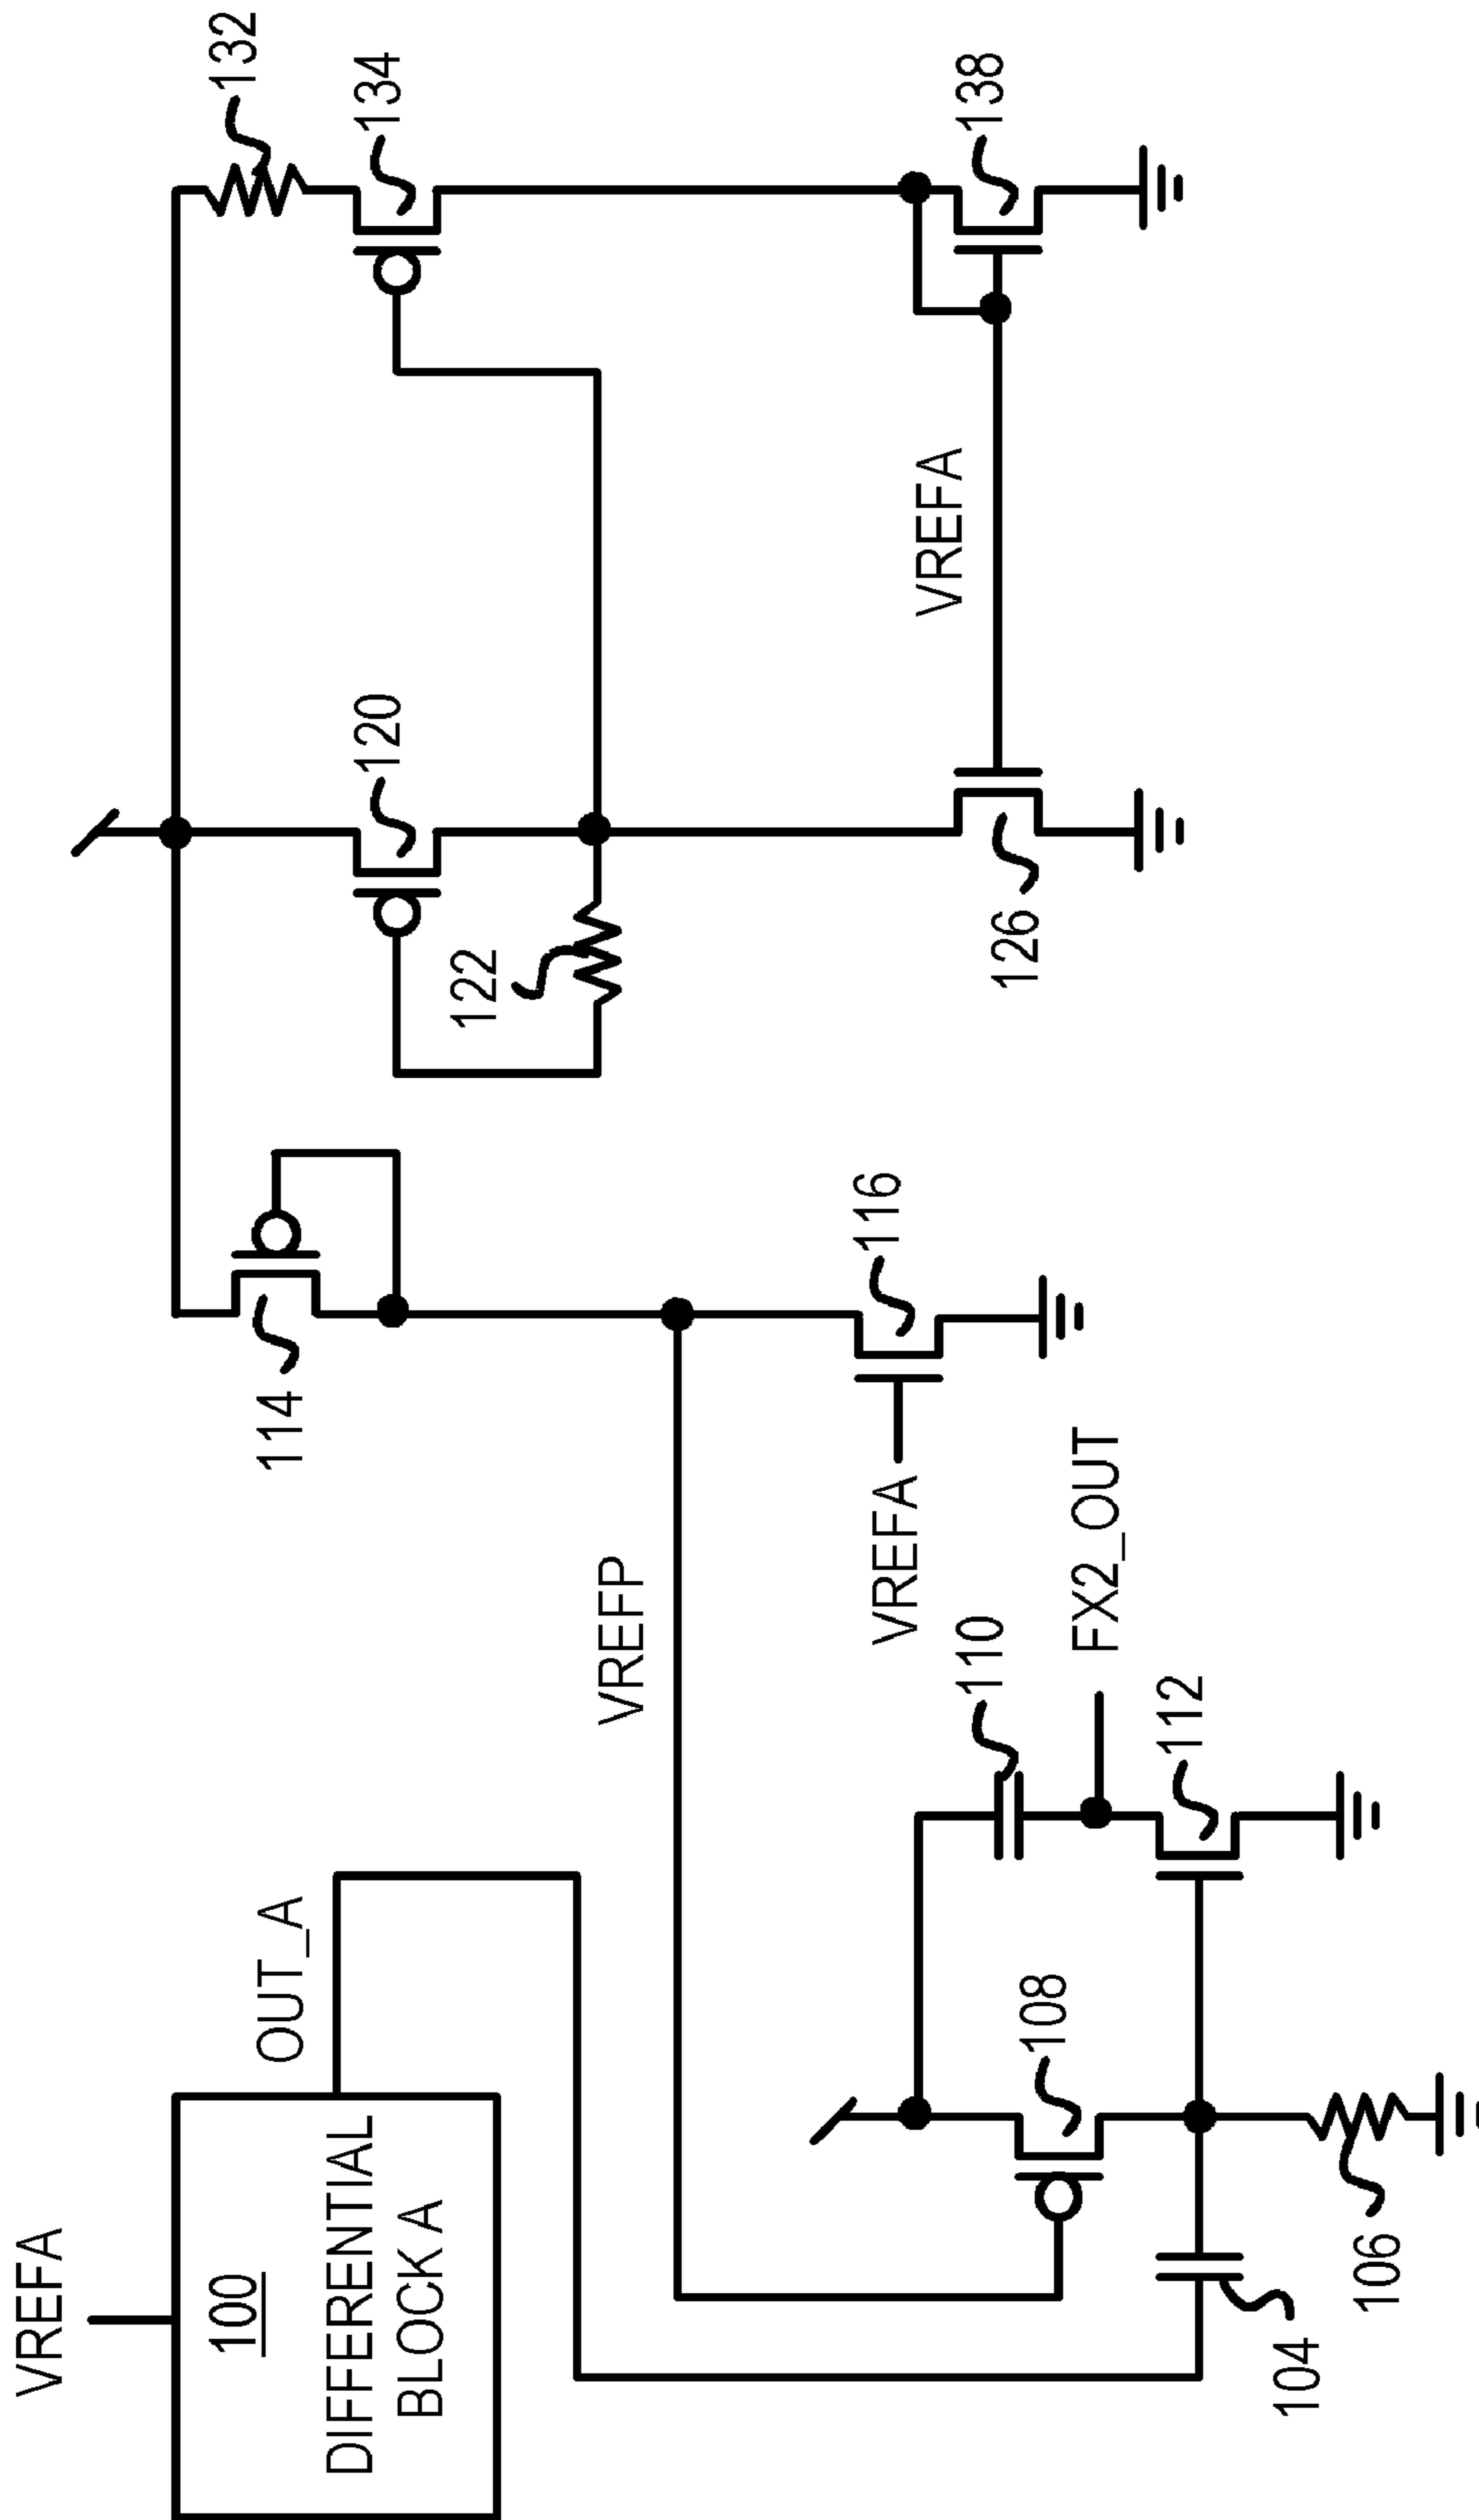 VREFA
100
DIFFERENTIAL
BLOCK A
OUT_A
104
106
108
110
112
FX2_OUT
VREFP
VREFA
114
116
122
120
126
VREFA
132
134
138